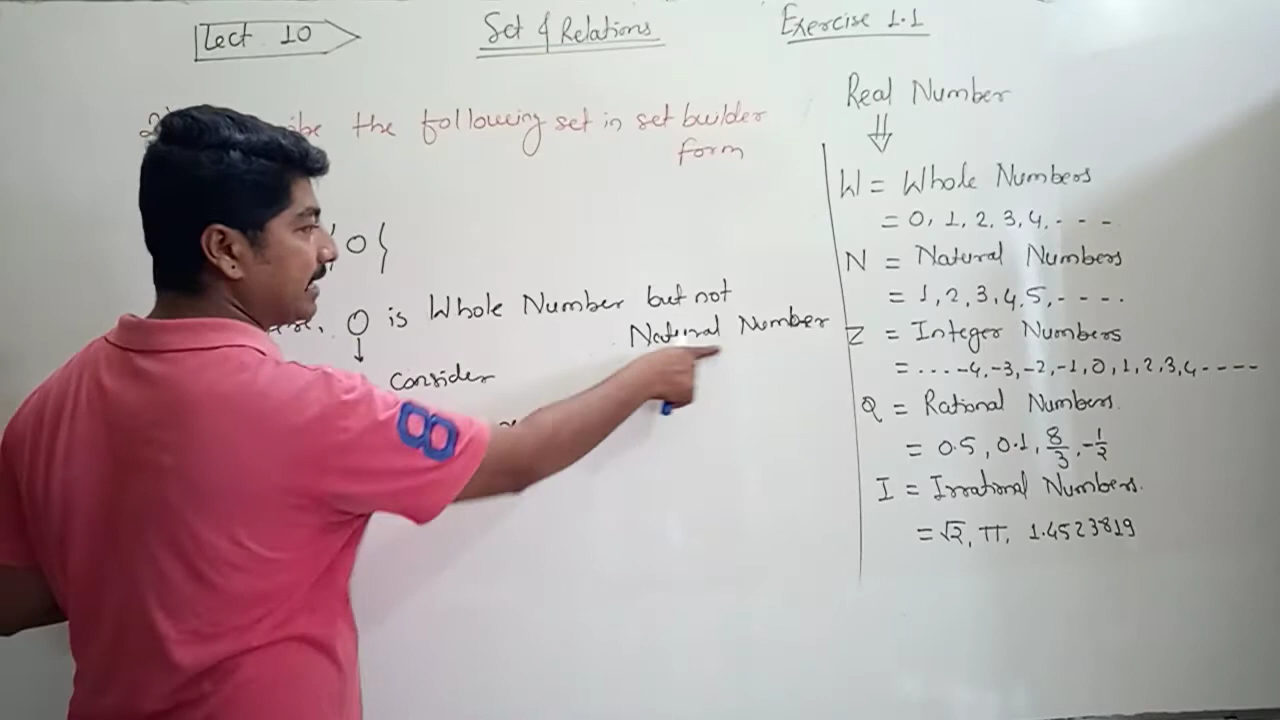 Lect 10
Set & Relations
Exercise 1.1
the following set in set builder
form
0}
0 is Whole Number but not
Natural Number
↓
Consider
Real Number
⇓
W = Whole Numbers
= 0, 1, 2, 3, 4, - - -
N = Natural Numbers
= 1, 2, 3, 4, 5, - - - -
Z = Integer Numbers
= .... -4, -3, -2, -1, 0, 1, 2, 3, 4 - - - -
Q = Rational Numbers.
= 0.5, 0.1, 8/3, -1/2
I = Irrational Numbers.
= √2, π, 1.4523819
8